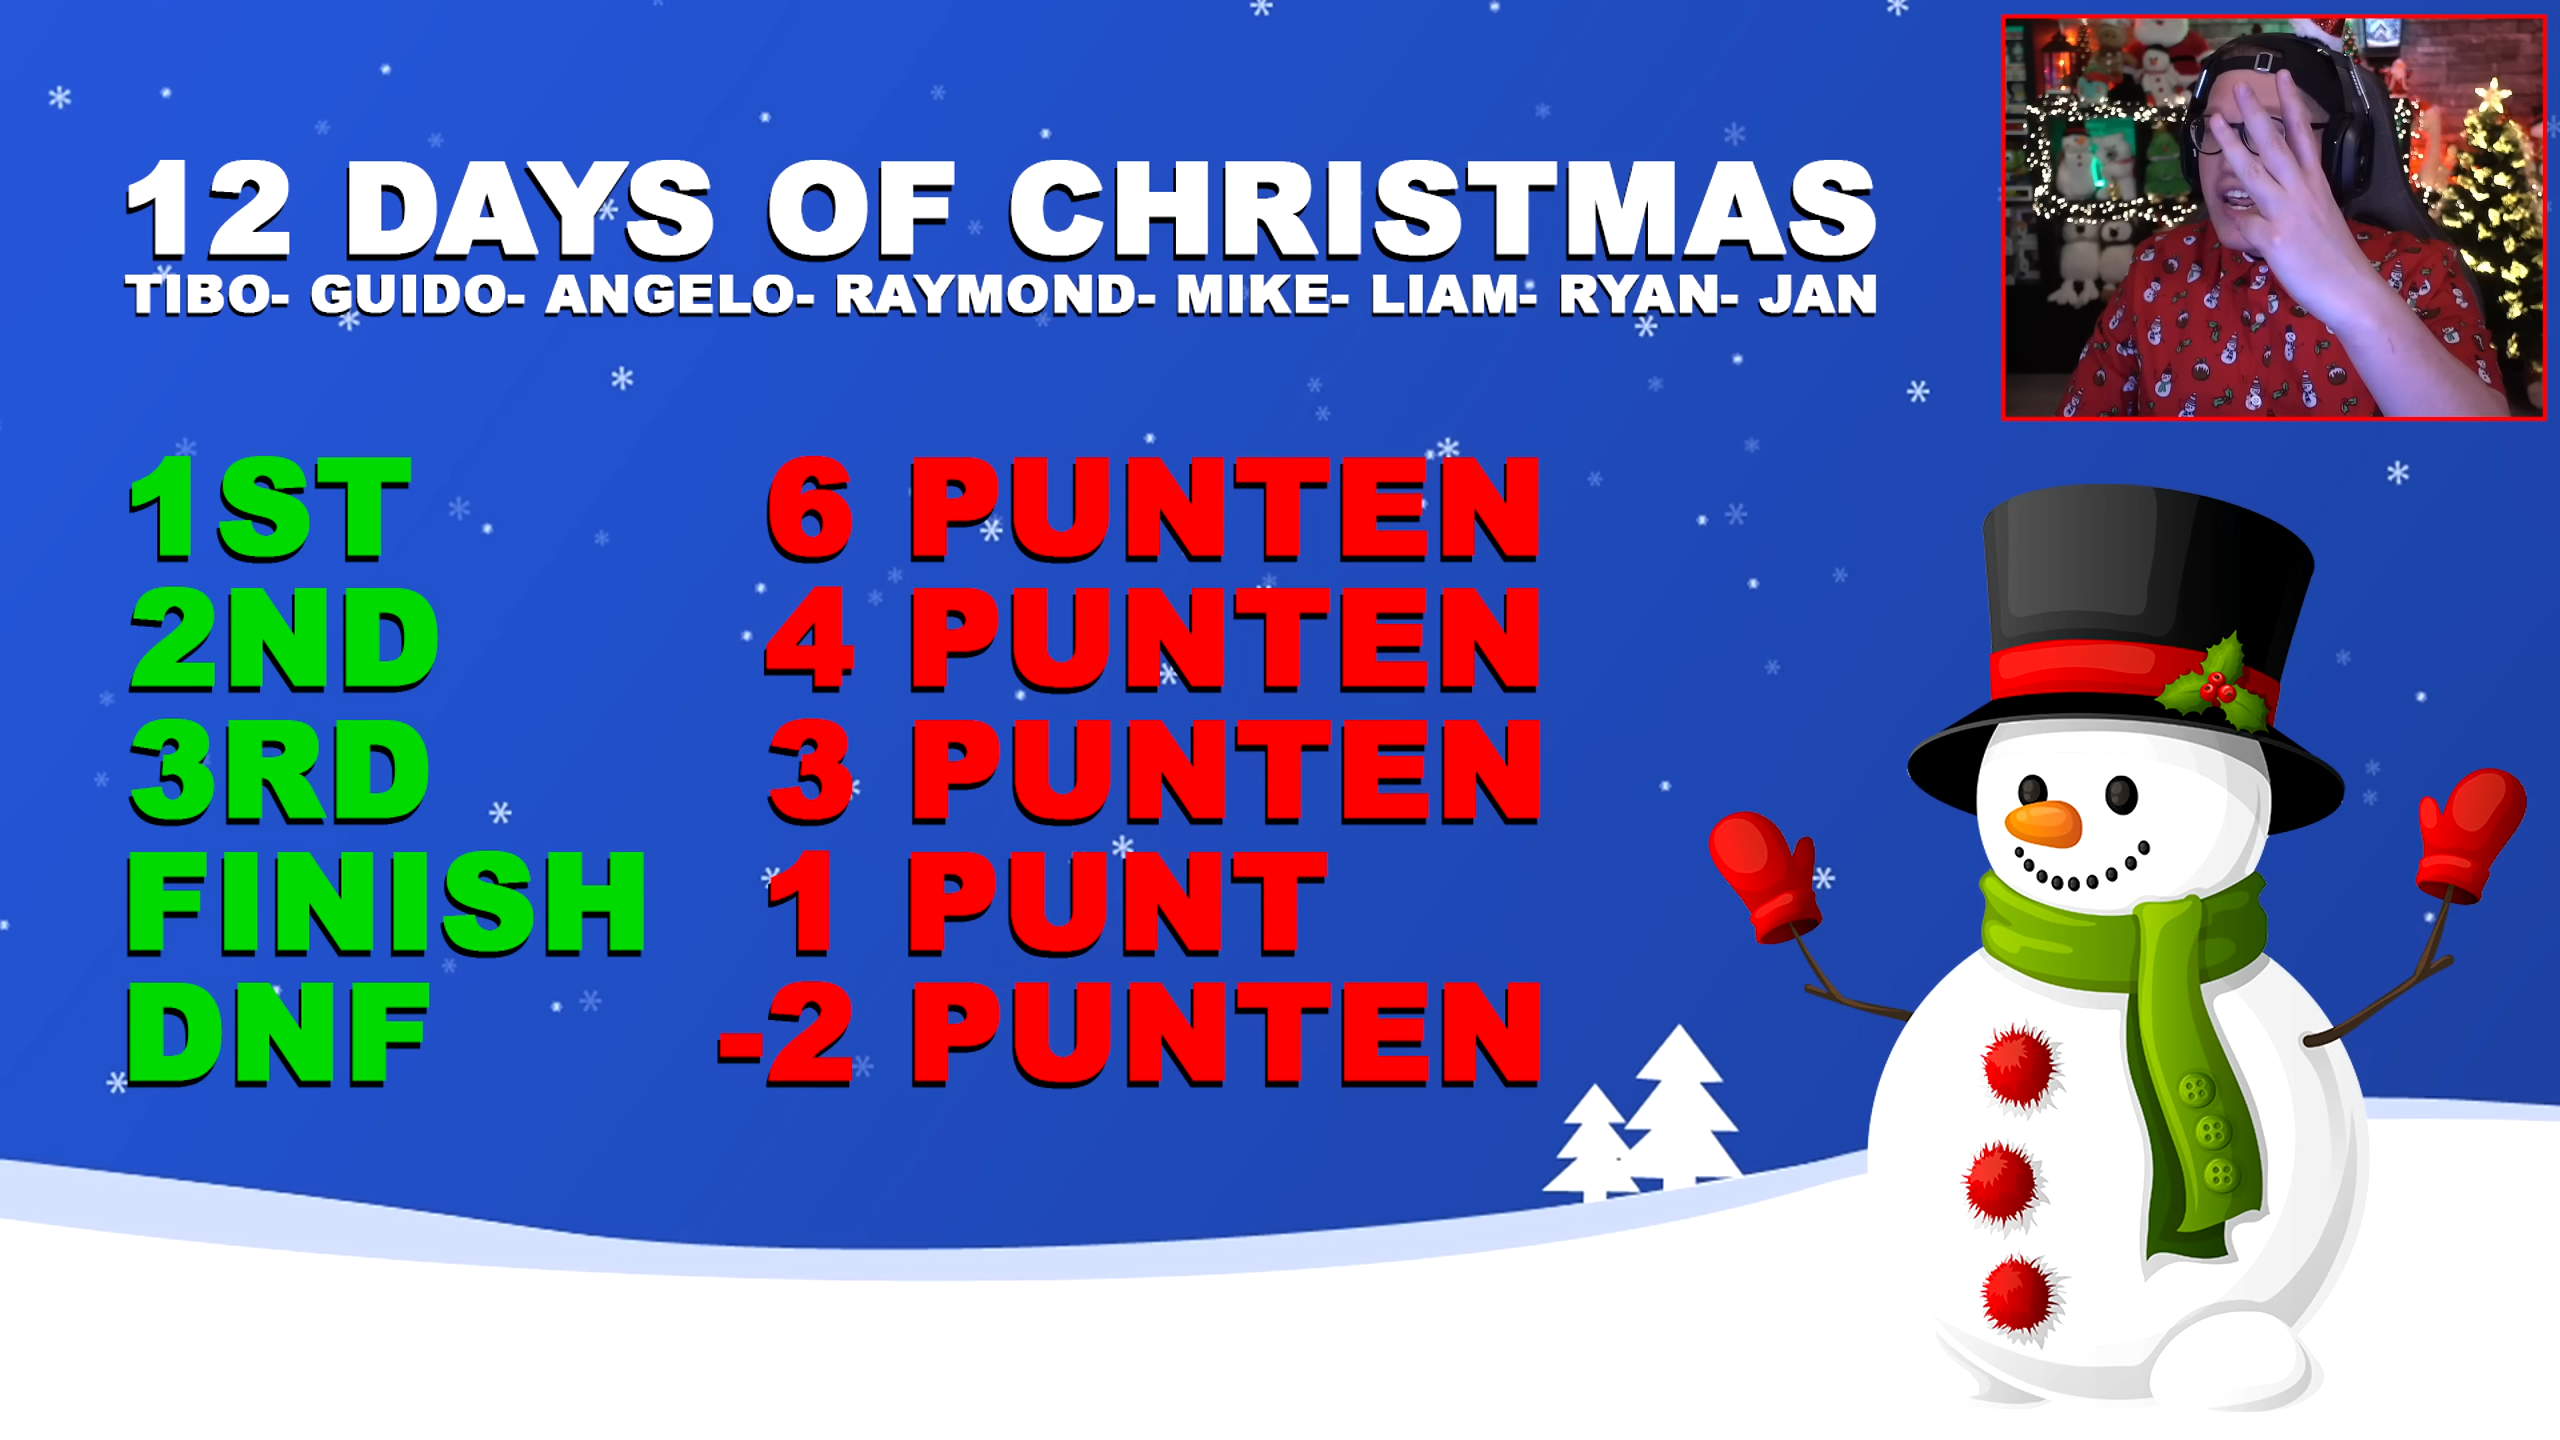 12 DAYS OF CHRISTMAS
TIBO- GUIDO- ANGELO- RAYMOND- MIKE- LIAM- RYAN- JAN
1ST 6 PUNTEN
2ND 4 PUNTEN
3RD 3 PUNTEN
FINISH 1 PUNT
DNF -2 PUNTEN